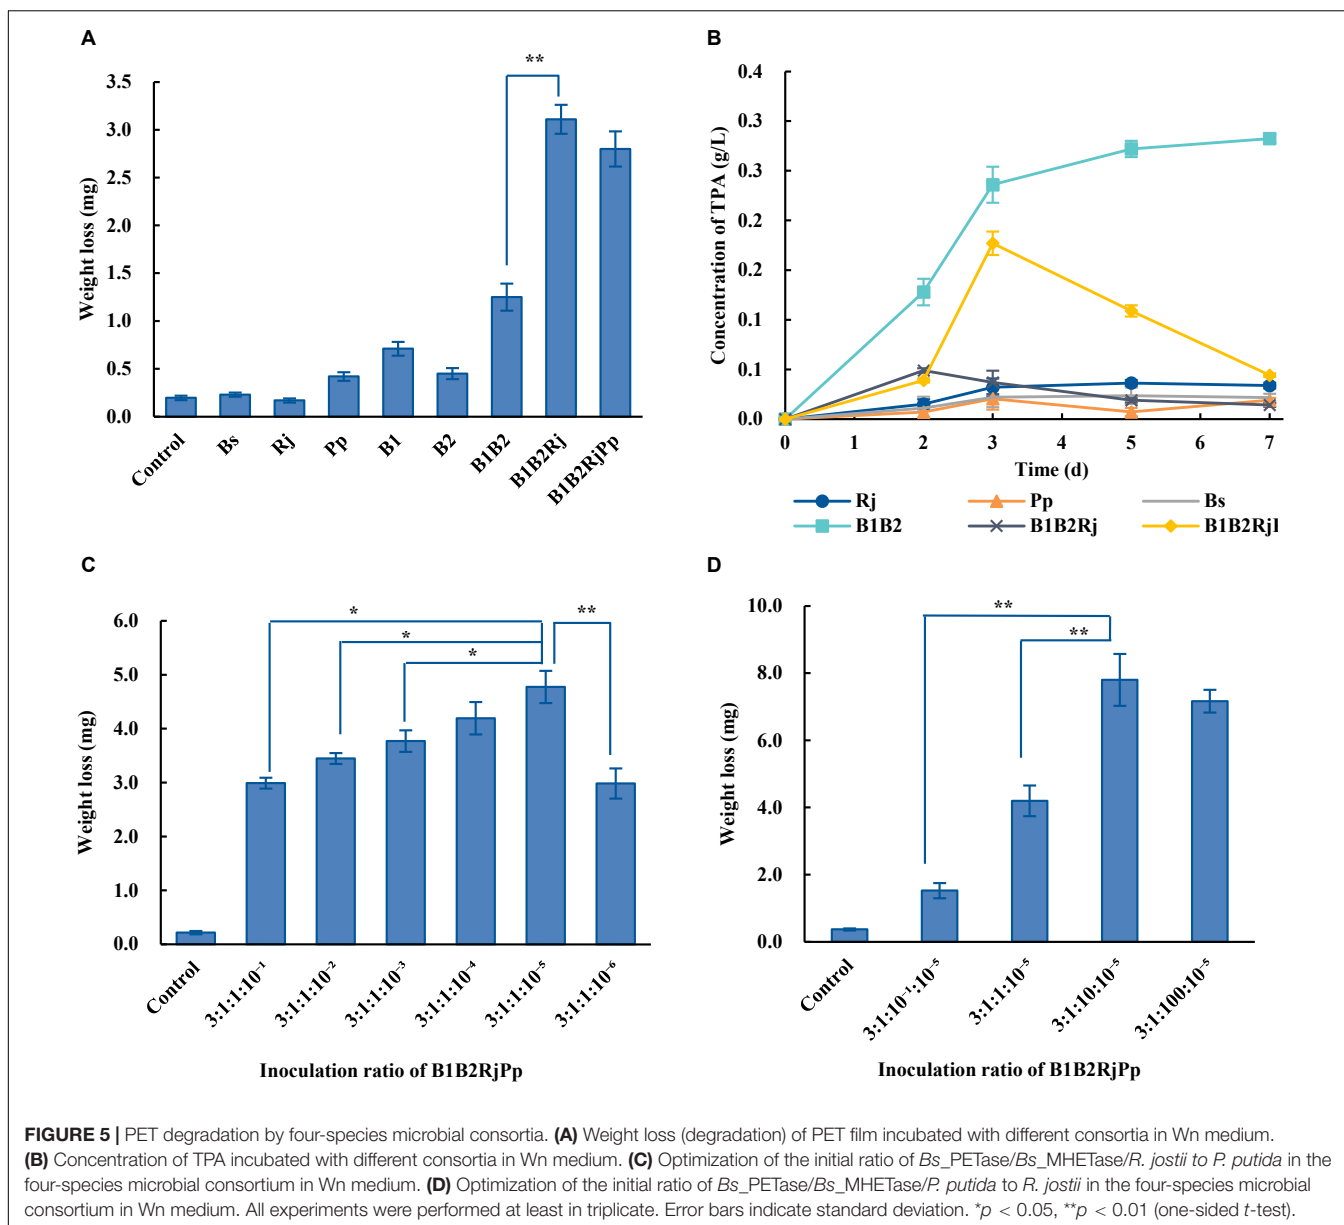 A
**
3.5
3.0
2.5
2.0
1.5
1.0
0.5
0.0
Weight loss (mg)
Control
Bs
Rj
Pp
B1
B2
B1B2
B1B2Rj
B1B2RjPp
B
0.4
0.3
0.3
0.2
0.2
0.1
0.1
0.0
Concentration of TPA (g/L)
0 1 2 3 4 5 6 7
Time (d)
Rj Pp Bs
B1B2 B1B2Rj B1B2RjI
C
* * * **
6.0
5.0
4.0
3.0
2.0
1.0
0.0
Weight loss (mg)
Control
3:1:1:10⁻¹
3:1:1:10⁻²
3:1:1:10⁻³
3:1:1:10⁻⁴
3:1:1:10⁻⁵
3:1:1:10⁻⁶
Inoculation ratio of B1B2RjPp
D
**
**
10.0
8.0
6.0
4.0
2.0
0.0
Weight loss (mg)
Control
3:1:10⁻¹:10⁻⁵
3:1:1:10⁻⁵
3:1:10:10⁻⁵
3:1:100:10⁻⁵
Inoculation ratio of B1B2RjPp
FIGURE 5 | PET degradation by four-species microbial consortia. (A) Weight loss (degradation) of PET film incubated with different consortia in Wn medium.
(B) Concentration of TPA incubated with different consortia in Wn medium. (C) Optimization of the initial ratio of Bs_PETase/Bs_MHETase/R. jostii to P. putida in the
four-species microbial consortium in Wn medium. (D) Optimization of the initial ratio of Bs_PETase/Bs_MHETase/P. putida to R. jostii in the four-species microbial
consortium in Wn medium. All experiments were performed at least in triplicate. Error bars indicate standard deviation. *p < 0.05, **p < 0.01 (one-sided t-test).